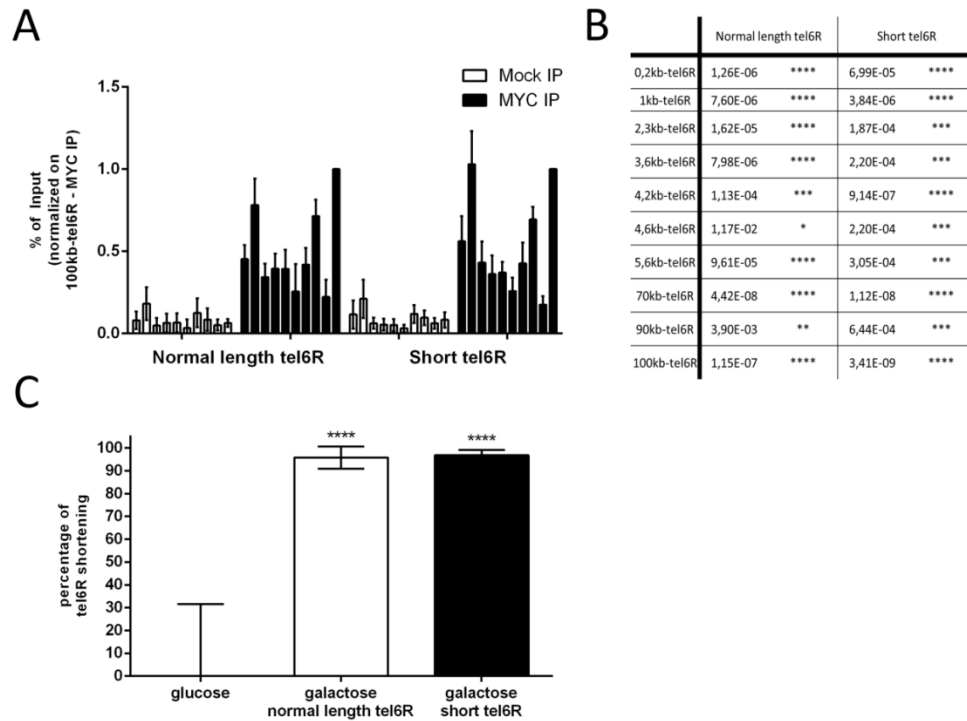 A
% of Input
(normalized on
100kb-tel6R - MYC IP)
1.5
1.0
0.5
0.0
Mock IP
MYC IP
Normal length tel6R Short tel6R
B
Normal length tel6R Short tel6R
0,2kb-tel6R 1,26E-06 **** 6,99E-05 ****
1kb-tel6R 7,60E-06 **** 3,84E-06 ****
2,3kb-tel6R 1,62E-05 **** 1,87E-04 ***
3,6kb-tel6R 7,98E-06 **** 2,20E-04 ***
4,2kb-tel6R 1,13E-04 *** 9,14E-07 ****
4,6kb-tel6R 1,17E-02 * 2,20E-04 ***
5,6kb-tel6R 9,61E-05 **** 3,05E-04 ***
70kb-tel6R 4,42E-08 **** 1,12E-08 ****
90kb-tel6R 3,90E-03 ** 6,44E-04 ***
100kb-tel6R 1,15E-07 **** 3,41E-09 ****
C
percentage of
tel6R shortening
100
90
80
70
60
50
40
30
20
10
0
**** ****
glucose galactose galactose
normal length tel6R short tel6R